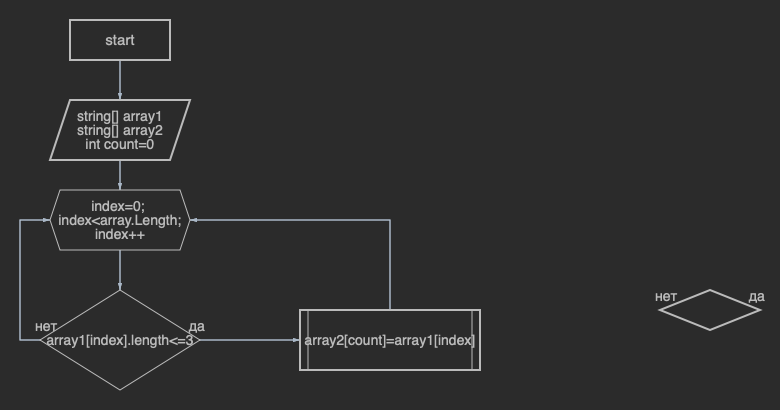 start
string[] array1
string[] array2
int count=0
index=0;
index<array.Length;
index++
нет
да
array1[index].length<=3
array2[count]=array1[index]
нет
да